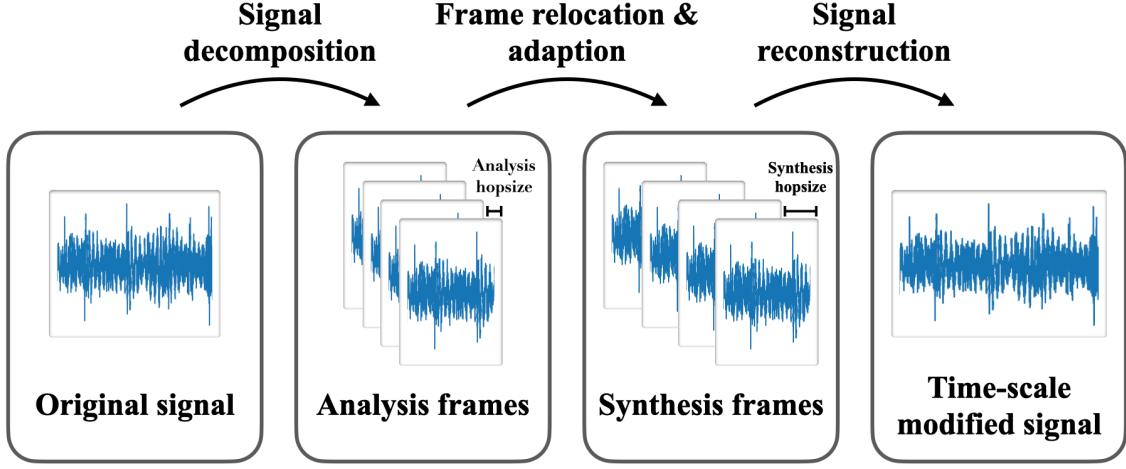 Signal
decomposition
Frame relocation &
adaption
Signal
reconstruction
Analysis
hopsize
Synthesis
hopsize
Original signal
Analysis frames
Synthesis frames
Time-scale
modified signal